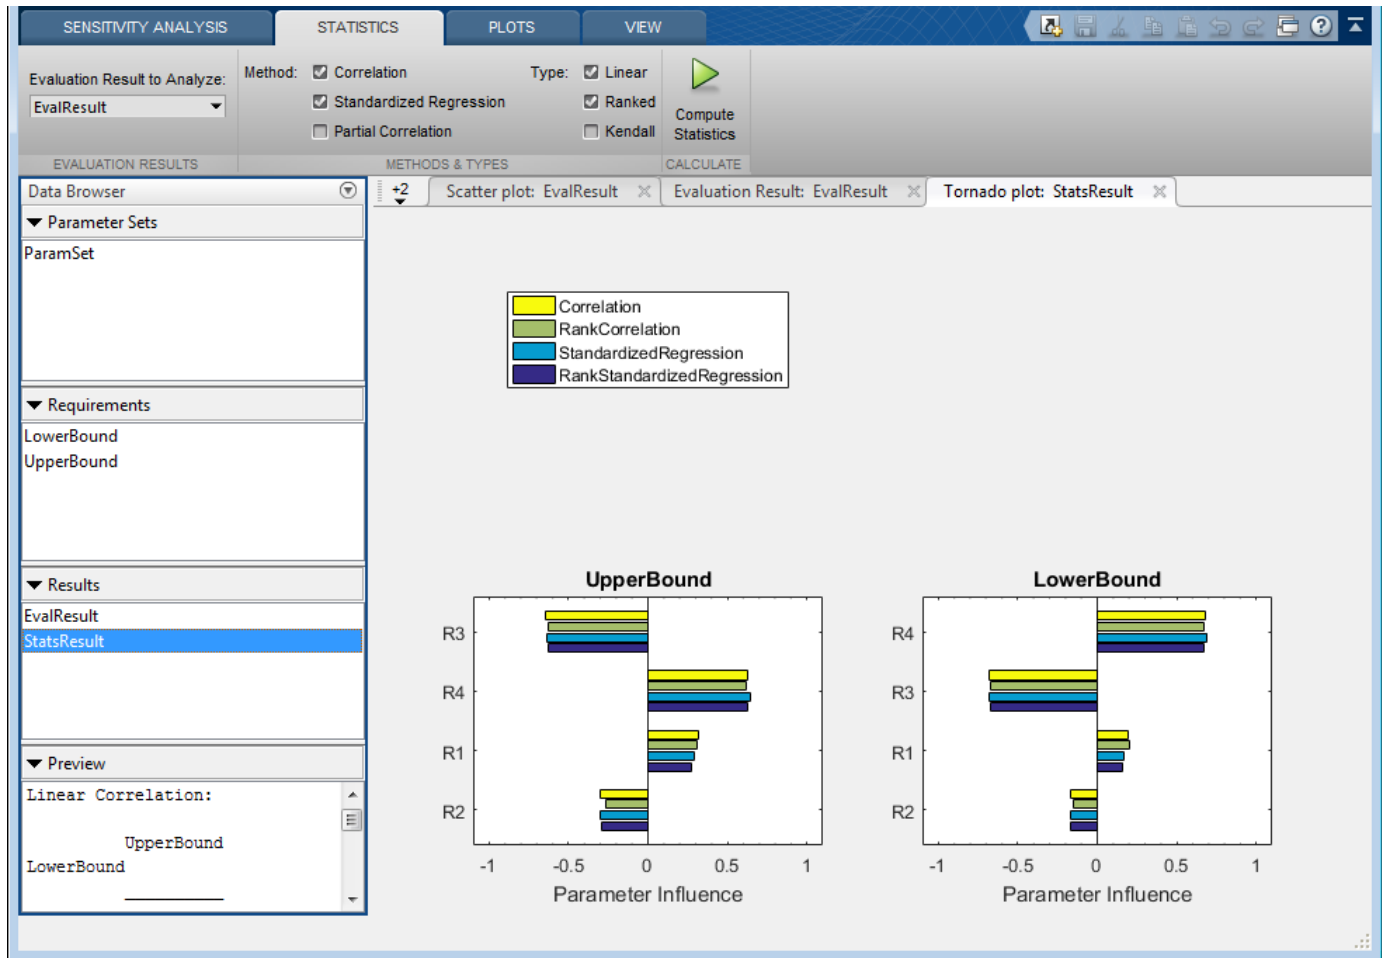 SENSITIVITY ANALYSIS STATISTICS PLOTS VIEW
Evaluation Result to Analyze:
EvalResult
EVALUATION RESULTS
Method: Correlation
Standardized Regression
Partial Correlation
Type: Linear
Ranked
Kendall
METHODS & TYPES
Compute
Statistics
CALCULATE
Data Browser
Parameter Sets
ParamSet
Requirements
LowerBound
UpperBound
Results
EvalResult
StatsResult
Preview
Linear Correlation:
UpperBound
LowerBound
+2 Scatter plot: EvalResult Evaluation Result: EvalResult Tornado plot: StatsResult
Correlation
RankCorrelation
StandardizedRegression
RankStandardizedRegression
UpperBound
R3
R4
R1
R2
-1 -0.5 0 0.5 1
Parameter Influence
LowerBound
R4
R3
R1
R2
-1 -0.5 0 0.5 1
Parameter Influence